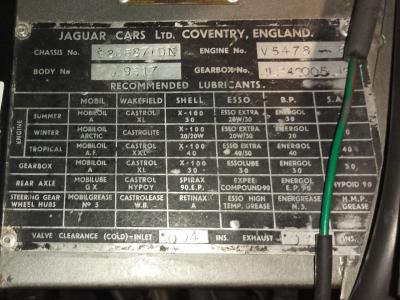 JAGUAR CARS LTD. COVENTRY, ENGLAND.
CHASSIS No. ENGINE No. V5478
BODY No GEARBOX No.
RECOMMENDED LUBRICANTS.
MOBIL WAKEFIELD SHELL ESSO B.P. S.A
ENGINE
SUMMER MOBILOIL A CASTROL XL X-100 30 ESSO EXTRA 20W/30 ENERGOL 30
WINTER MOBILOIL ARCTIC CASTROLITE X-100 20/20W ESSO EXTRA 20W/30 ENERGOL 20
TROPICAL MOBILOIL A.F. CASTROL XXL X-100 40 ESSO EXTRA 40/50 ENERGOL 40 40
GEARBOX MOBILOIL A CASTROL XL X-100 30 ESSOLUBE 30 ENERGOL 30
REAR AXLE MOBILUBE GX CASTROL HYPOY SPIRAX 90.E.P. EXPEE COMPOUND 90 ENERGOL E.P. 90 HYPOID 90
STEERING GEAR WHEEL HUBS MOBILGREASE No 5 CASTROLEASE W.B. RETINAX A ESSO HIGH TEMP. GREASE ENERGREASE N.3. H.M.P. GREASE
VALVE CLEARANCE (COLD)-INLET INS. EXHAUST INS.